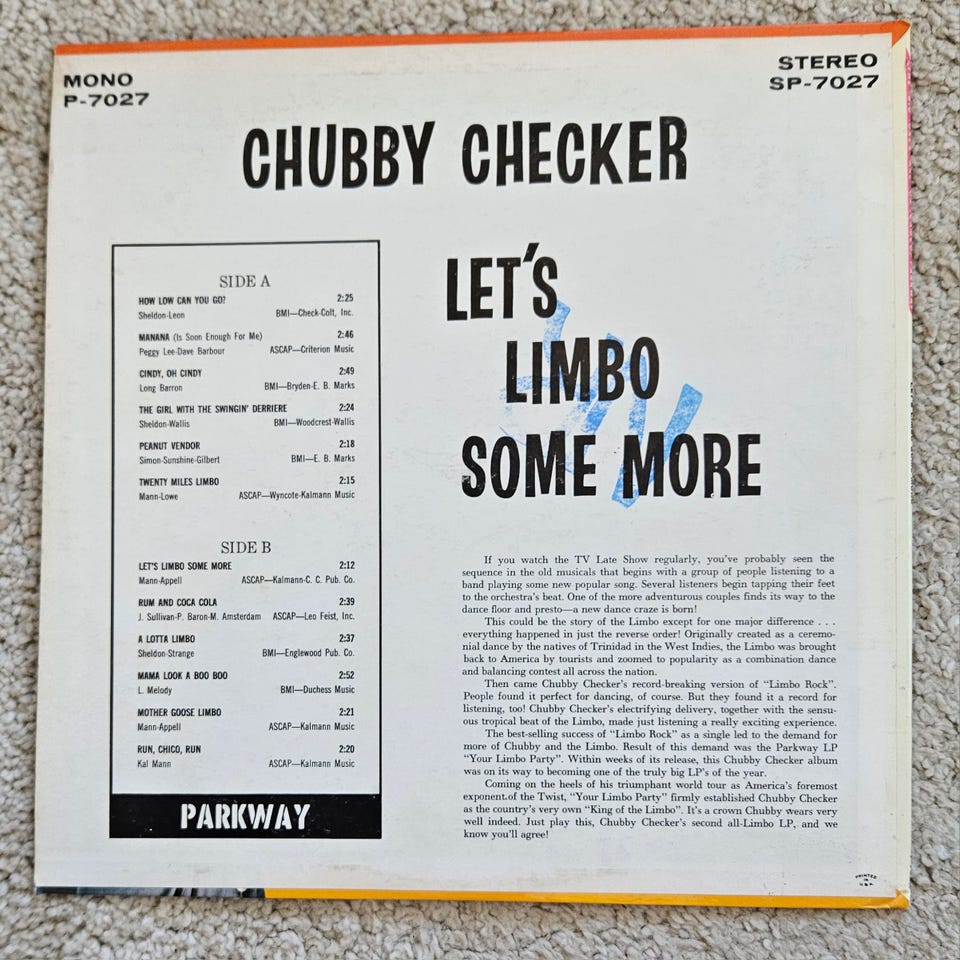 MONO
P-7027
STEREO
SP-7027
CHUBBY CHECKER
LET'S
LIMBO
SOME MORE
SIDE A
HOW LOW CAN YOU GO? 2:25
Sheldon-Leon BMI—Check-Colt, Inc.
MANANA (Is Soon Enough For Me) 2:46
Peggy Lee-Dave Barbour ASCAP—Criterion Music
CINDY, OH CINDY 2:49
Long Barron BMI—Bryden-E. B. Marks
THE GIRL WITH THE SWINGIN' DERRIERE 2:24
Sheldon-Wallis BMI—Woodcrest-Wallis
PEANUT VENDOR 2:18
Simon-Sunshine-Gilbert BMI—E. B. Marks
TWENTY MILES LIMBO 2:15
Mann-Lowe ASCAP—Wyncote-Kalmann Music
SIDE B
LET'S LIMBO SOME MORE 2:12
Mann-Appell ASCAP—Kalmann-C. C. Pub. Co.
RUM AND COCA COLA 2:39
J. Sullivan-P. Baron-M. Amsterdam ASCAP—Leo Feist, Inc.
A LOTTA LIMBO 2:37
Sheldon-Strange BMI—Englewood Pub. Co.
MAMA LOOK A BOO BOO 2:52
L. Melody BMI—Duchess Music
MOTHER GOOSE LIMBO 2:21
Mann-Appell ASCAP—Kalmann Music
RUN, CHICO, RUN 2:20
Kal Mann ASCAP—Kalmann Music
PARKWAY
If you watch the TV Late Show regularly, you've probably seen the
sequence in the old musicals that begins with a group of people listening to a
band playing some new popular song. Several listeners begin tapping their feet
to the orchestra's beat. One of the more adventurous couples finds its way to the
dance floor and presto—a new dance craze is born!
This could be the story of the Limbo except for one major difference . . .
everything happened in just the reverse order! Originally created as a ceremo-
nial dance by the natives of Trinidad in the West Indies, the Limbo was brought
back to America by tourists and zoomed to popularity as a combination dance
and balancing contest all across the nation.
Then came Chubby Checker's record-breaking version of "Limbo Rock".
People found it perfect for dancing, of course. But they found it a record for
listening, too! Chubby Checker's electrifying delivery, together with the sensu-
ous tropical beat of the Limbo, made just listening a really exciting experience.
The best-selling success of "Limbo Rock" as a single led to the demand for
more of Chubby and the Limbo. Result of this demand was the Parkway LP
"Your Limbo Party". Within weeks of its release, this Chubby Checker album
was on its way to becoming one of the truly big LP's of the year.
Coming on the heels of his triumphant world tour as America's foremost
exponent of the Twist, "Your Limbo Party" firmly established Chubby Checker
as the country's very own "King of the Limbo". It's a crown Chubby wears very
well indeed. Just play this, Chubby Checker's second all-Limbo LP, and we
know you'll agree!
PRINTED
IN
U.S.A.